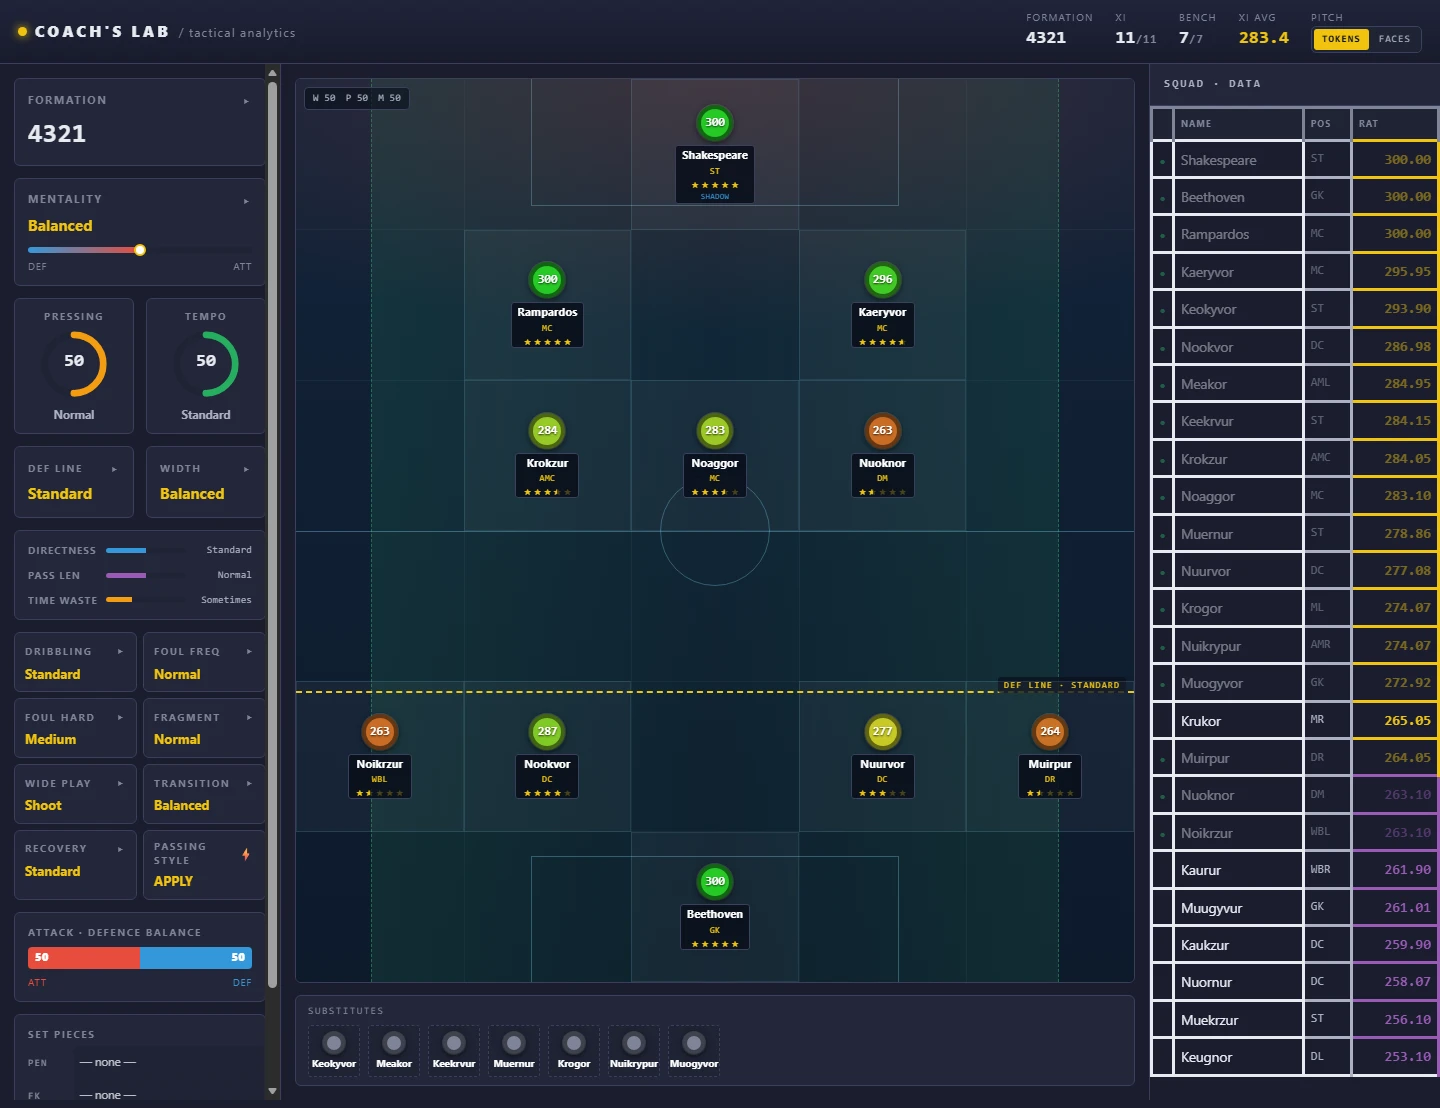 COACH'S LAB / tactical analytics
FORMATION
4321
XI
11/11
BENCH
7/7
XI AVG
283.4
PITCH
TOKENS FACES
FORMATION ▸
4321
MENTALITY ▸
Balanced
DEF ATT
PRESSING
50
Normal
TEMPO
50
Standard
DEF LINE ▸
Standard
WIDTH ▸
Balanced
DIRECTNESS Standard
PASS LEN Normal
TIME WASTE Sometimes
DRIBBLING ▸
Standard
FOUL FREQ ▸
Normal
FOUL HARD ▸
Medium
FRAGMENT ▸
Normal
WIDE PLAY ▸
Shoot
TRANSITION ▸
Balanced
RECOVERY ▸
Standard
PASSING
STYLE
APPLY
ATTACK · DEFENCE BALANCE
50 50
ATT DEF
SET PIECES
PEN — none —
FK — none —
W 50 P 50 M 50
300
Shakespeare
ST
★★★★★
SHADOW
300
Rampardos
MC
★★★★★
296
Kaeryvor
MC
284
Krokzur
AMC
283
Noaggor
MC
263
Nuoknor
DM
DEF LINE · STANDARD
263
Noikrzur
WBL
287
Nookvor
DC
277
Nuurvor
DC
264
Muirpur
DR
300
Beethoven
GK
★★★★★
SUBSTITUTES
Keokyvor Meakor Keekrvur Muernur Krogor Nuikrypur Muogyvor
SQUAD · DATA
NAME POS RAT
Shakespeare ST 300.00
Beethoven GK 300.00
Rampardos MC 300.00
Kaeryvor MC 295.95
Keokyvor ST 293.90
Nookvor DC 286.98
Meakor AML 284.95
Keekrvur ST 284.15
Krokzur AMC 284.05
Noaggor MC 283.10
Muernur ST 278.86
Nuurvor DC 277.08
Krogor ML 274.07
Nuikrypur AMR 274.07
Muogyvor GK 272.92
Krukor MR 265.05
Muirpur DR 264.05
Nuoknor DM 263.10
Noikrzur WBL 263.10
Kaurur WBR 261.90
Muugyvur GK 261.01
Kaukzur DC 259.90
Nuornur DC 258.07
Muekrzur ST 256.10
Keugnor DL 253.10